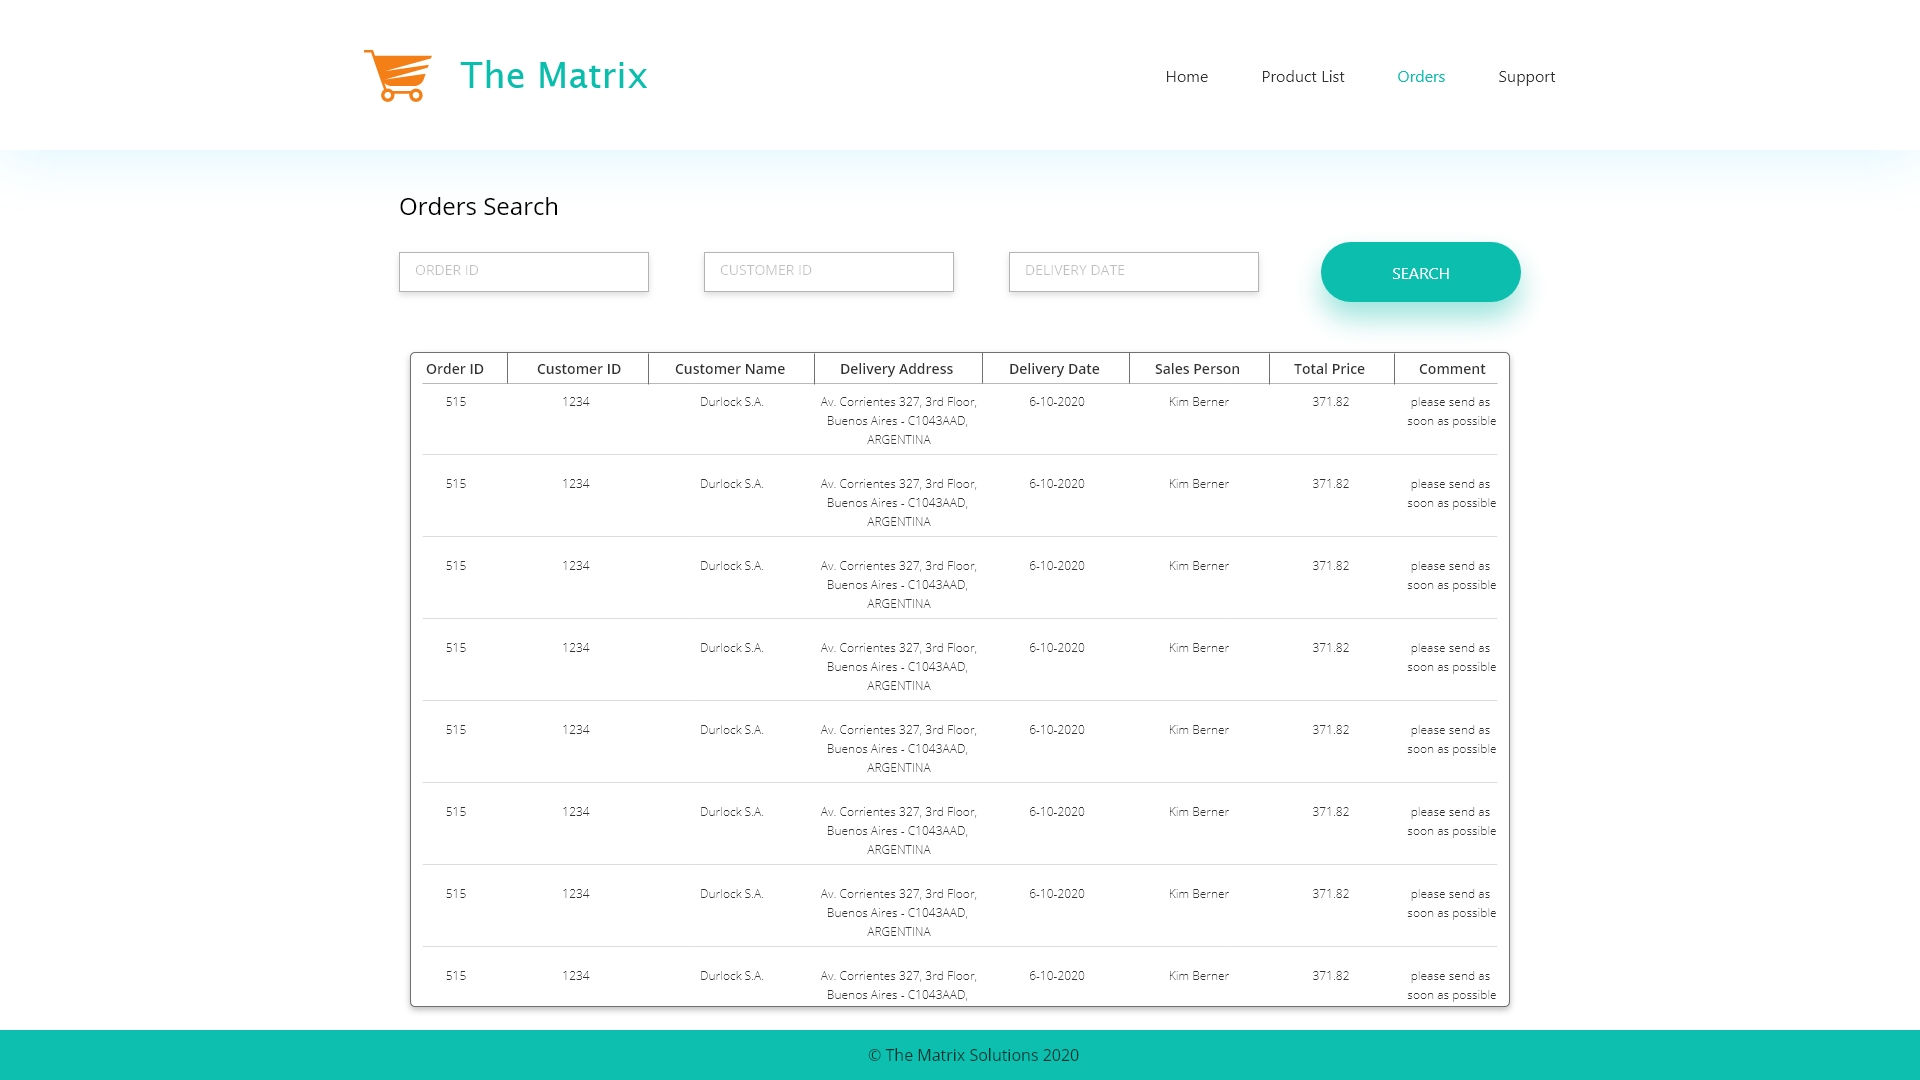 The Matrix
Home Product List Orders Support
Orders Search
ORDER ID CUSTOMER ID DELIVERY DATE SEARCH
Order ID Customer ID Customer Name Delivery Address Delivery Date Sales Person Total Price Comment
515 1234 Durlock S.A. Av. Corrientes 327, 3rd Floor, 6-10-2020 Kim Berner 371.82 please send as
Buenos Aires - C1043AAD, soon as possible
ARGENTINA
515 1234 Durlock S.A. Av. Corrientes 327, 3rd Floor, 6-10-2020 Kim Berner 371.82 please send as
Buenos Aires - C1043AAD, soon as possible
ARGENTINA
515 1234 Durlock S.A. Av. Corrientes 327, 3rd Floor, 6-10-2020 Kim Berner 371.82 please send as
Buenos Aires - C1043AAD, soon as possible
ARGENTINA
515 1234 Durlock S.A. Av. Corrientes 327, 3rd Floor, 6-10-2020 Kim Berner 371.82 please send as
Buenos Aires - C1043AAD, soon as possible
ARGENTINA
515 1234 Durlock S.A. Av. Corrientes 327, 3rd Floor, 6-10-2020 Kim Berner 371.82 please send as
Buenos Aires - C1043AAD, soon as possible
ARGENTINA
515 1234 Durlock S.A. Av. Corrientes 327, 3rd Floor, 6-10-2020 Kim Berner 371.82 please send as
Buenos Aires - C1043AAD, soon as possible
ARGENTINA
515 1234 Durlock S.A. Av. Corrientes 327, 3rd Floor, 6-10-2020 Kim Berner 371.82 please send as
Buenos Aires - C1043AAD, soon as possible
ARGENTINA
515 1234 Durlock S.A. Av. Corrientes 327, 3rd Floor, 6-10-2020 Kim Berner 371.82 please send as
Buenos Aires - C1043AAD, soon as possible
© The Matrix Solutions 2020